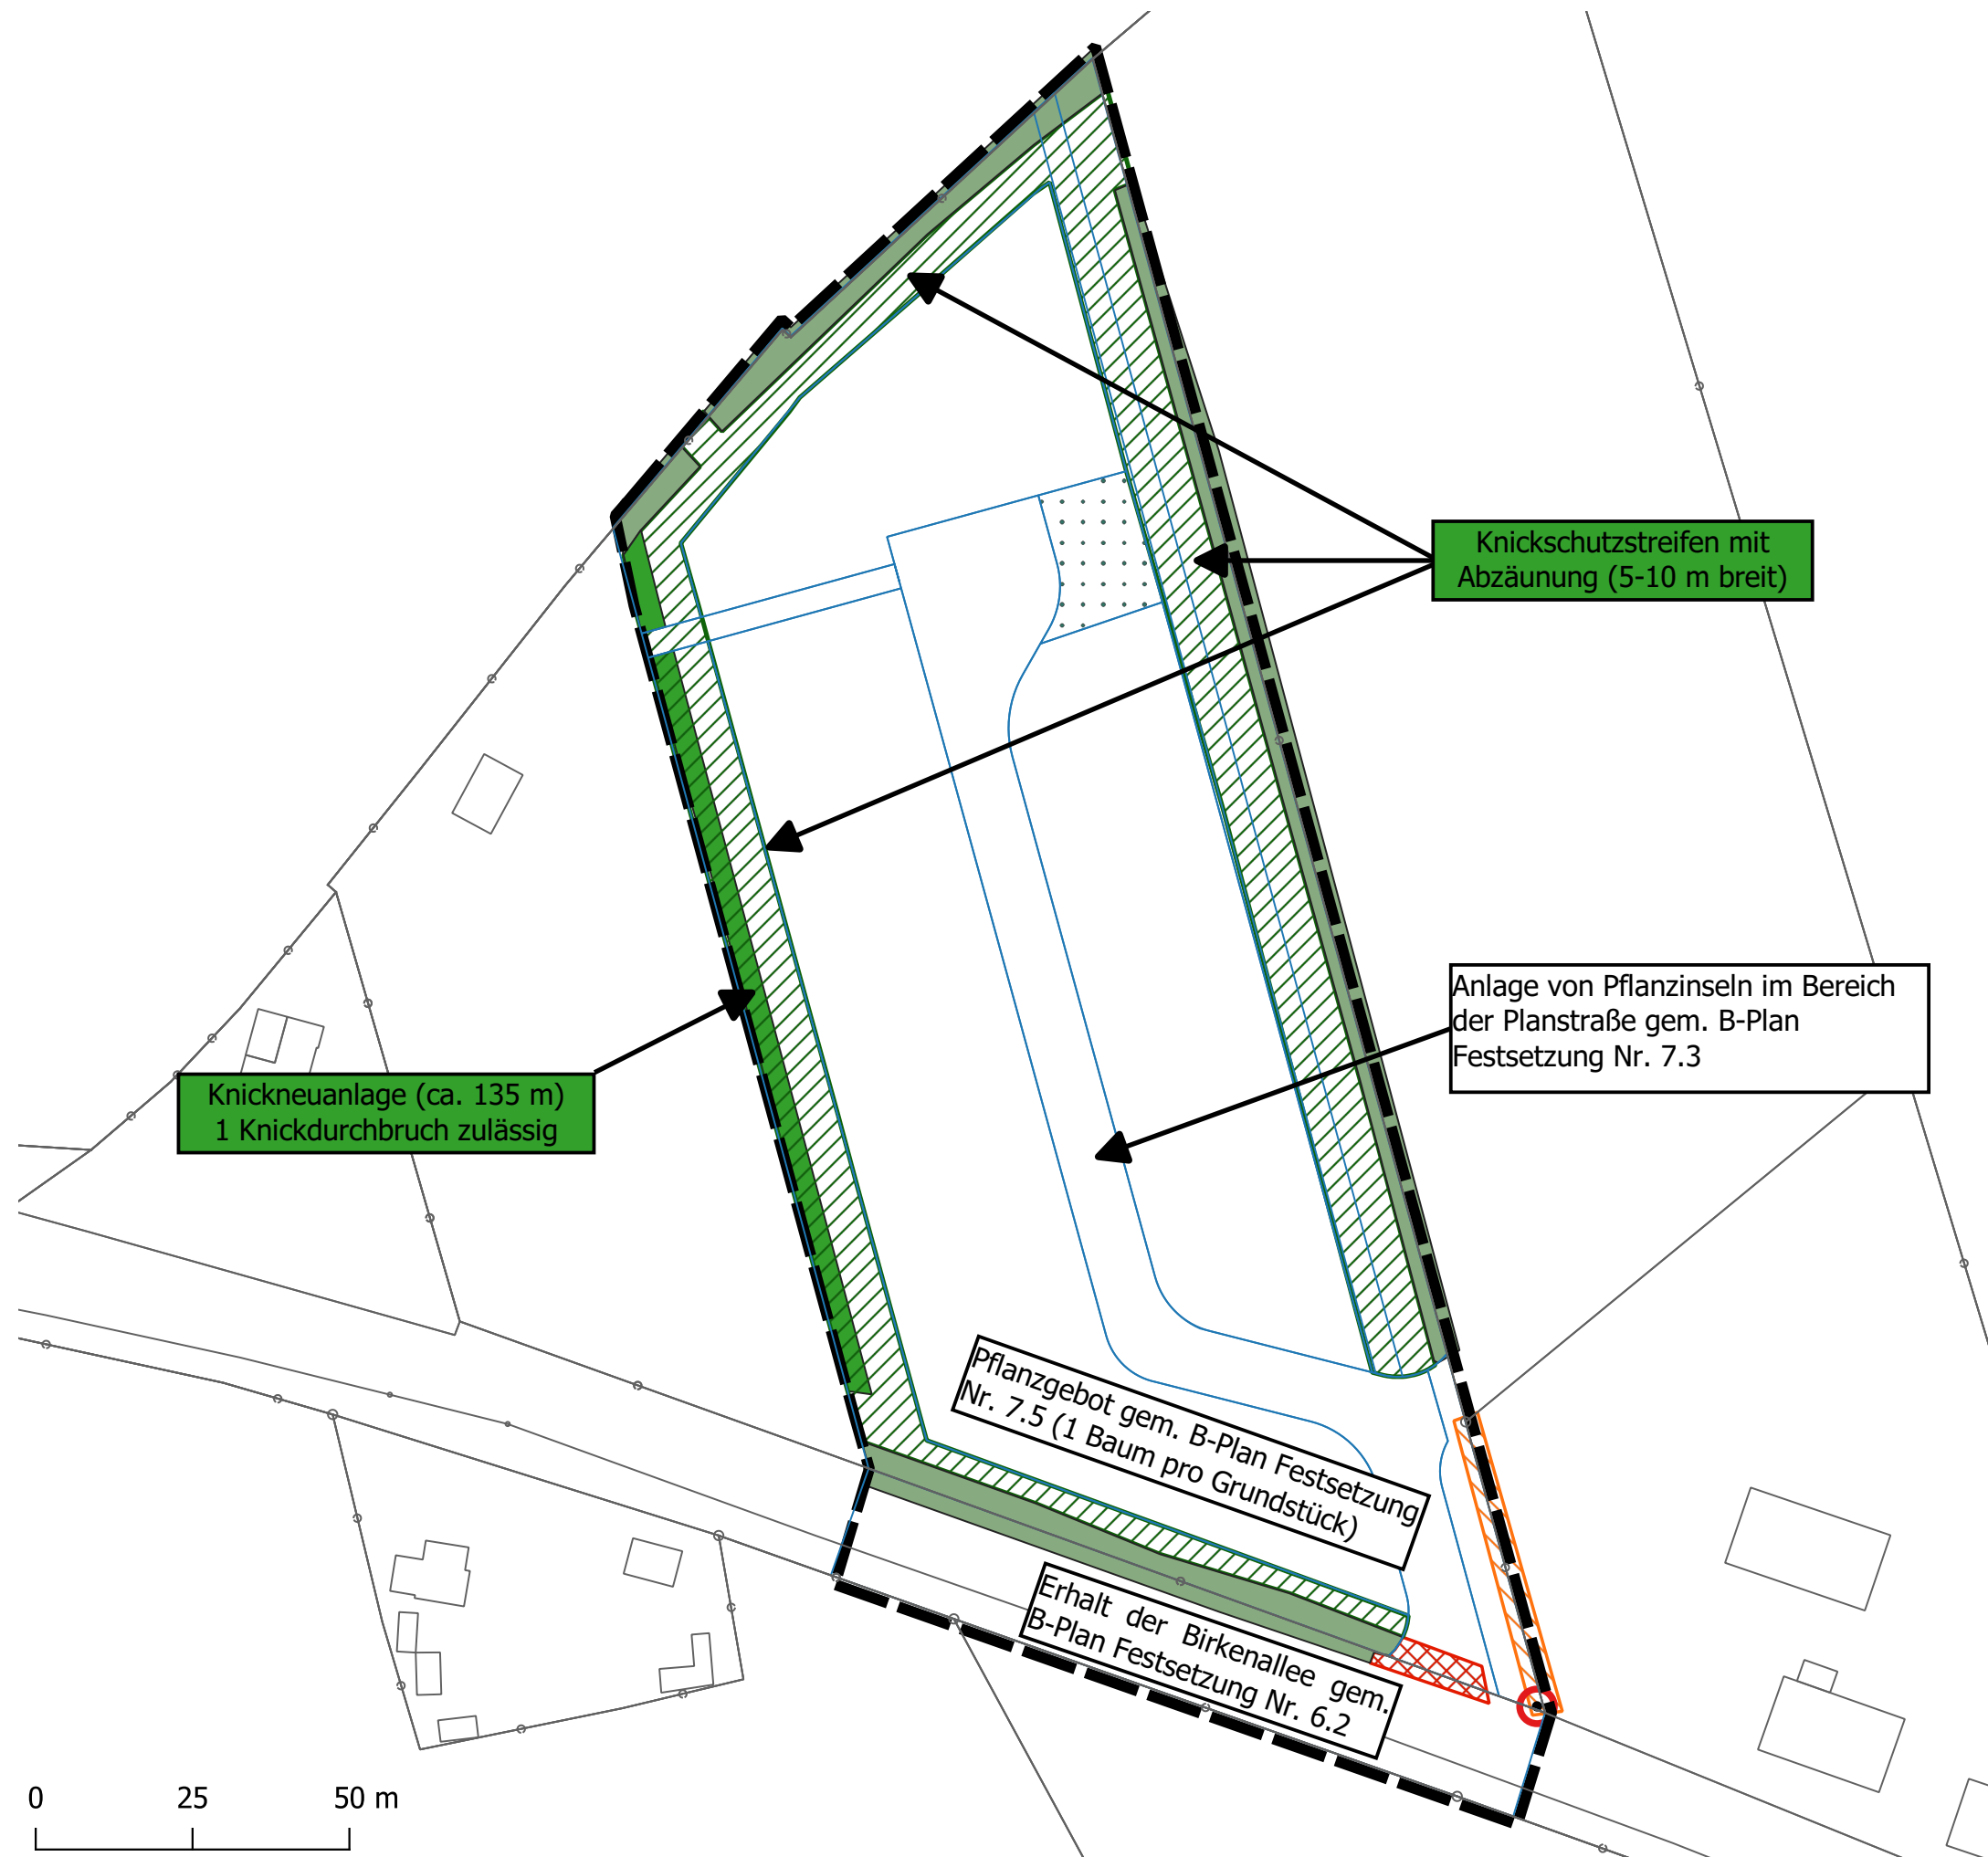 Knickschutzstreifen mit
Abzäunung (5-10 m breit)
Anlage von Pflanzinseln im Bereich
der Planstraße gem. B-Plan
Festsetzung Nr. 7.3
Knickneuanlage (ca. 135 m)
1 Knickdurchbruch zulässig
Pflanzgebot gem. B-Plan Festsetzung
Nr. 7.5 (1 Baum pro Grundstück)
Erhalt der Birkenallee gem.
B-Plan Festsetzung Nr. 6.2
0 25 50 m